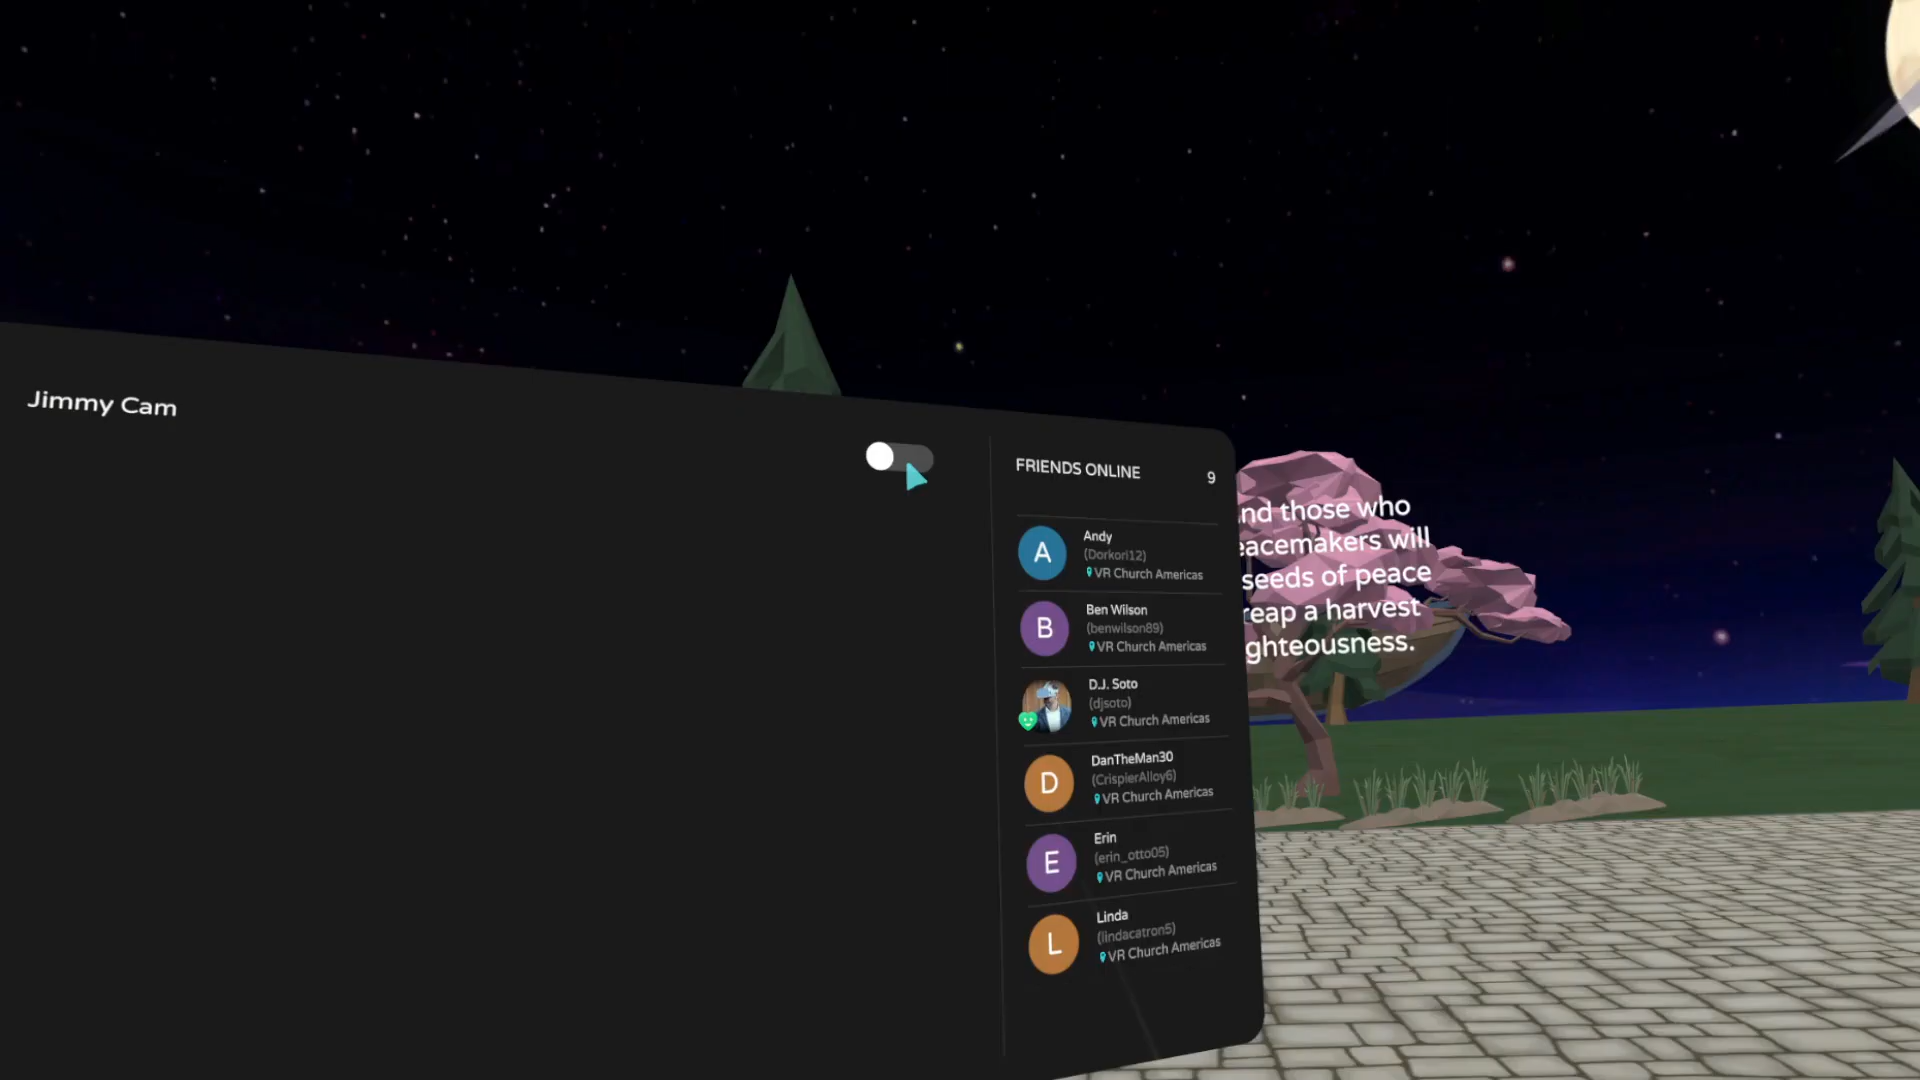 Jimmy Cam
FRIENDS ONLINE 9
A
Andy
(Dorkori12)
VR Church Americas
B
Ben Wilson
(benwilson89)
VR Church Americas
D.J. Soto
(djsoto)
VR Church Americas
D
DanTheMan30
(CrispierAlloy6)
VR Church Americas
E
Erin
(erin_otto05)
VR Church Americas
L
Linda
(lindacatron5)
VR Church Americas
nd those who
eacemakers will
seeds of peace
reap a harvest
ghteousness.